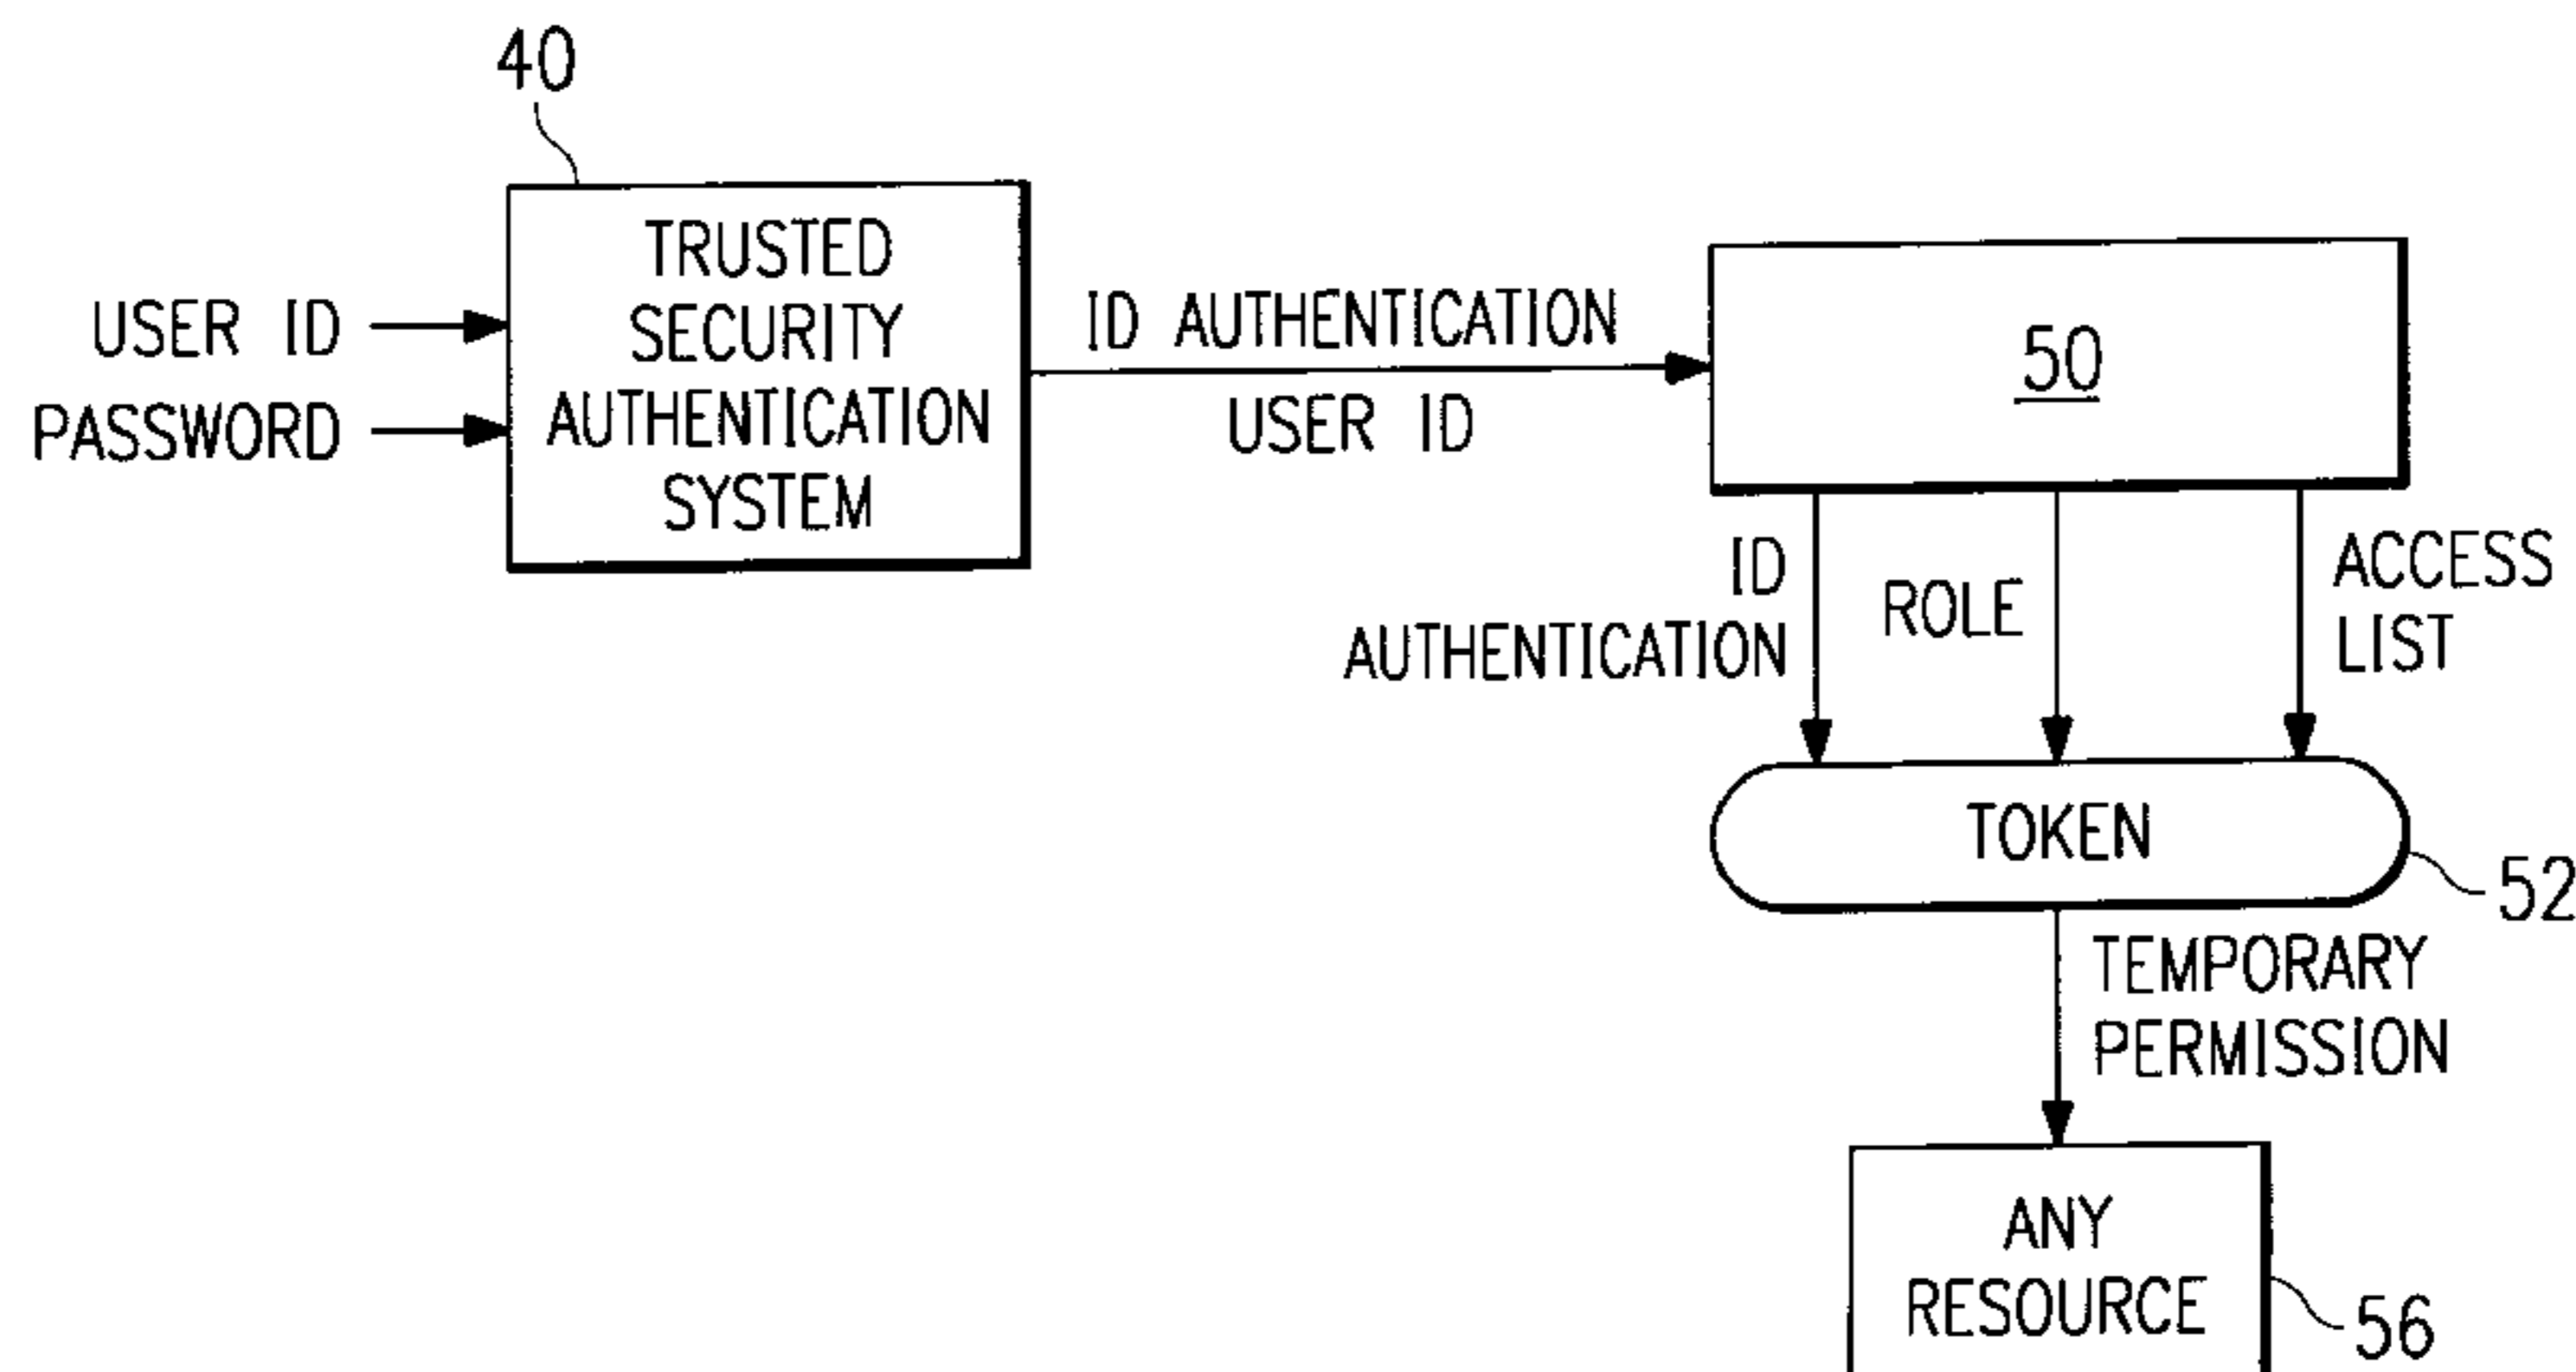 40
TRUSTED
SECURITY
AUTHENTICATION
SYSTEM
USER ID
PASSWORD
ID AUTHENTICATION
USER ID
50
ID
AUTHENTICATION
ROLE
ACCESS
LIST
TOKEN
52
TEMPORARY
PERMISSION
ANY
RESOURCE
56